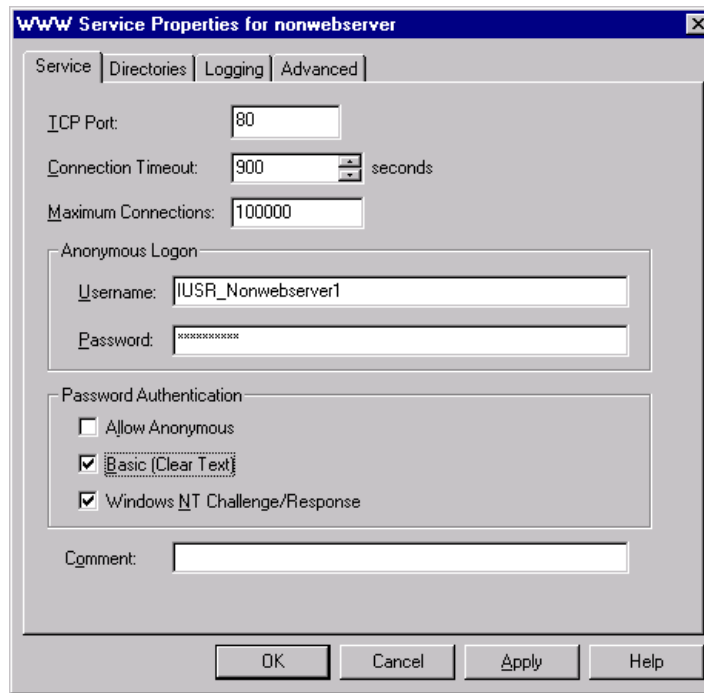 WWW Service Properties for nonwebserver
Service Directories Logging Advanced
TCP Port: 80
Connection Timeout: 900 seconds
Maximum Connections: 100000
Anonymous Logon
Username: IUSR_Nonwebserver1
Password: **********
Password Authentication
Allow Anonymous
Basic (Clear Text)
Windows NT Challenge/Response
Comment:
OK Cancel Apply Help